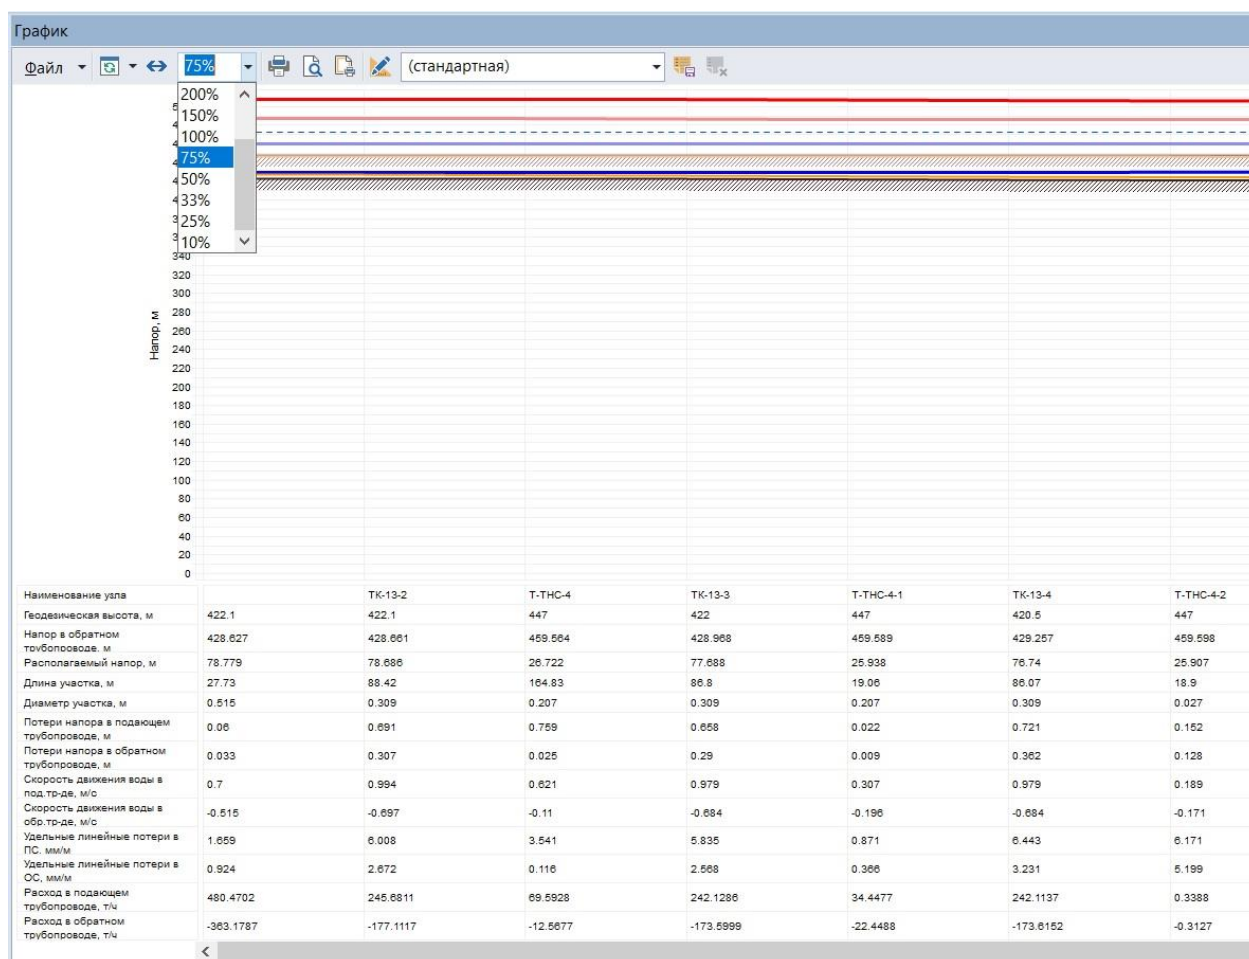 График
Файл 75% (стандартная)
200%
150%
100%
75%
50%
33%
25%
10%
340
320
300
280
260
240
220
200
180
160
140
120
100
80
60
40
20
0
Напор, м
Наименование узла ТК-13-2 Т-ТНС-4 ТК-13-3 Т-ТНС-4-1 ТК-13-4 Т-ТНС-4-2
Геодезическая высота, м 422.1 422.1 447 422 447 420.5 447
Напор в обратном
трубопроводе, м 428.627 428.661 459.564 428.968 459.589 429.257 459.598
Располагаемый напор, м 78.779 78.686 26.722 77.688 25.938 76.74 25.907
Длина участка, м 27.73 88.42 164.83 86.8 19.06 86.07 18.9
Диаметр участка, м 0.515 0.309 0.207 0.309 0.207 0.309 0.027
Потери напора в подающем
трубопроводе, м 0.06 0.691 0.759 0.658 0.022 0.721 0.152
Потери напора в обратном
трубопроводе, м 0.033 0.307 0.025 0.29 0.009 0.362 0.128
Скорость движения воды в
под.тр-де, м/с 0.7 0.994 0.621 0.979 0.307 0.979 0.189
Скорость движения воды в
обр.тр-де, м/с -0.515 -0.697 -0.11 -0.684 -0.196 -0.684 -0.171
Удельные линейные потери в
ПС, мм/м 1.659 6.008 3.541 5.835 0.871 6.443 6.171
Удельные линейные потери в
ОС, мм/м 0.924 2.672 0.116 2.568 0.366 3.231 5.199
Расход в подающем
трубопроводе, т/ч 480.4702 245.6811 69.5928 242.1286 34.4477 242.1137 0.3388
Расход в обратном
трубопроводе, т/ч -363.1787 -177.1117 -12.5677 -173.5999 -22.4488 -173.6152 -0.3127